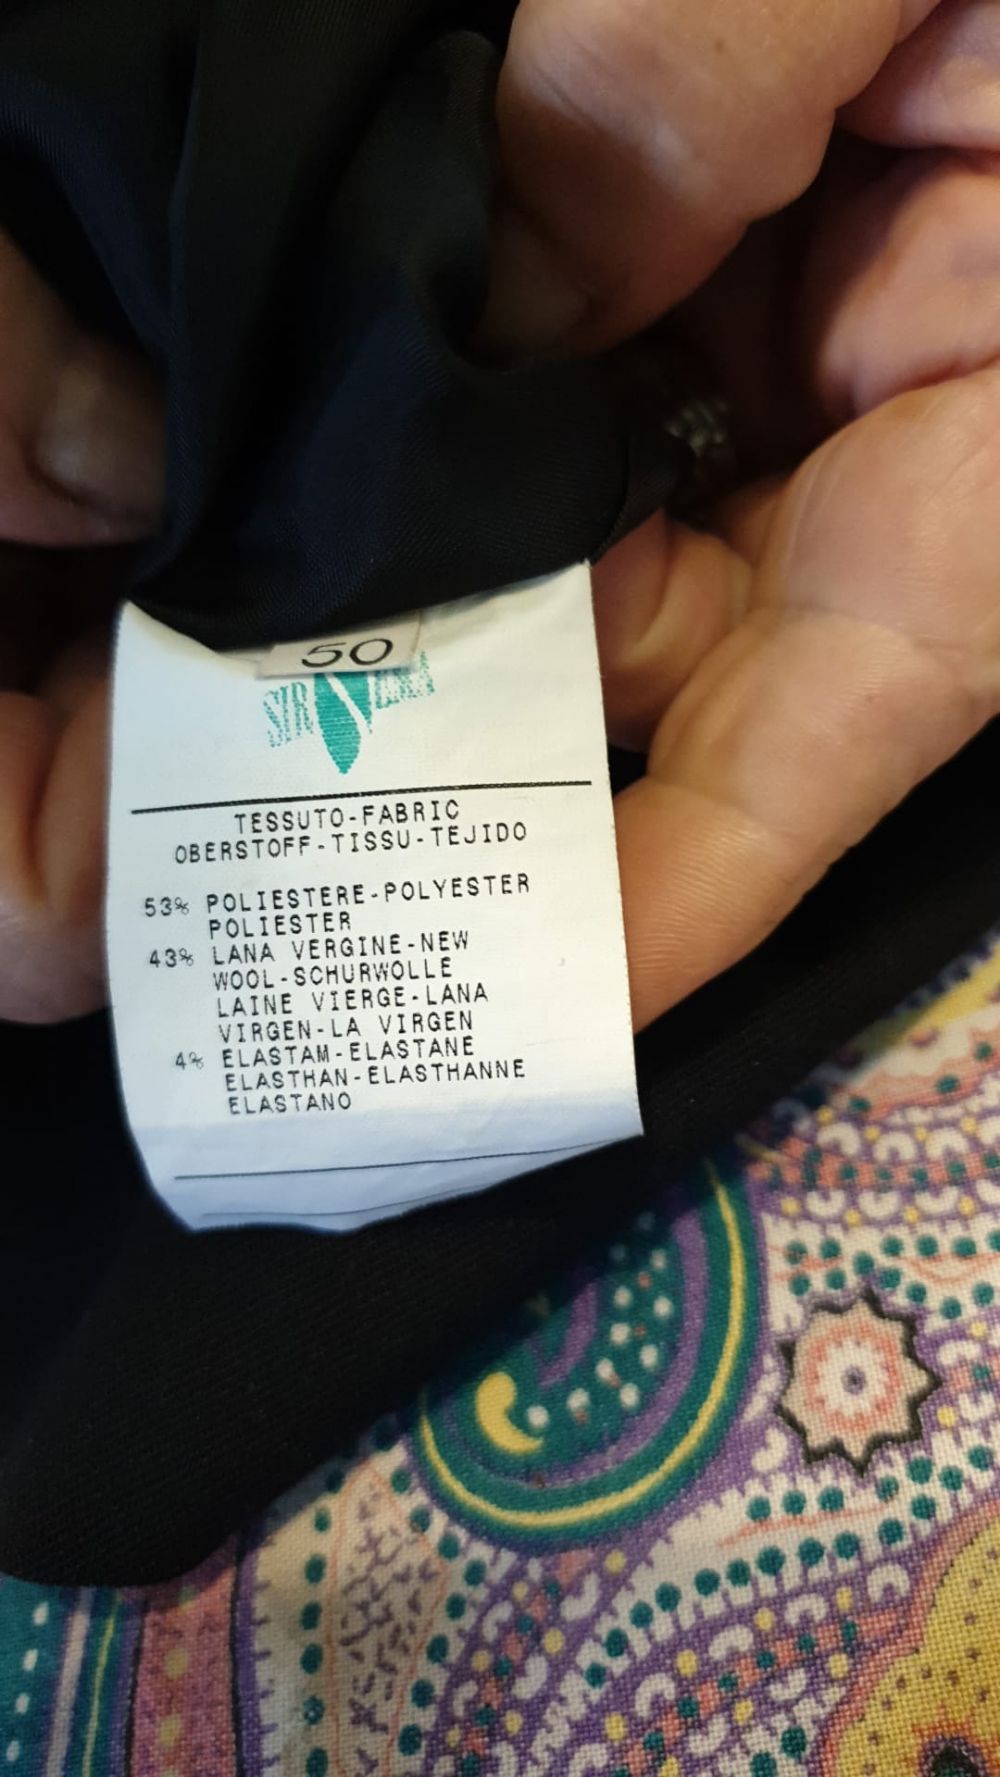 50
TESSUTO-FABRIC
OBERSTOFF-TISSU-TEJIDO
53% POLIESTERE-POLYESTER
POLIESTER
43% LANA VERGINE-NEW
WOOL-SCHURWOLLE
LAINE VIERGE-LANA
VIRGEN-LA VIRGEN
4% ELASTAM-ELASTANE
ELASTHAN-ELASTHANNE
ELASTANO